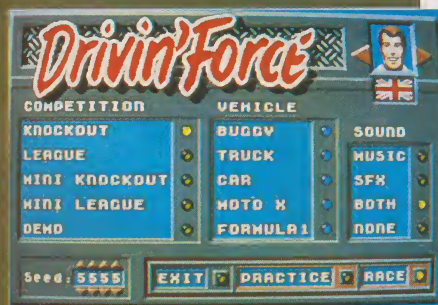 Drivin' Force
COMPETITION
KNOCKOUT
LEAGUE
MINI KNOCKOUT
MINI LEAGUE
DEMO
VEHICLE
BUGGY
TRUCK
CAR
MOTO X
FORMULA1
SOUND
MUSIC
SFX
BOTH
NONE
Seed: 5555
EXIT PRACTICE RACE